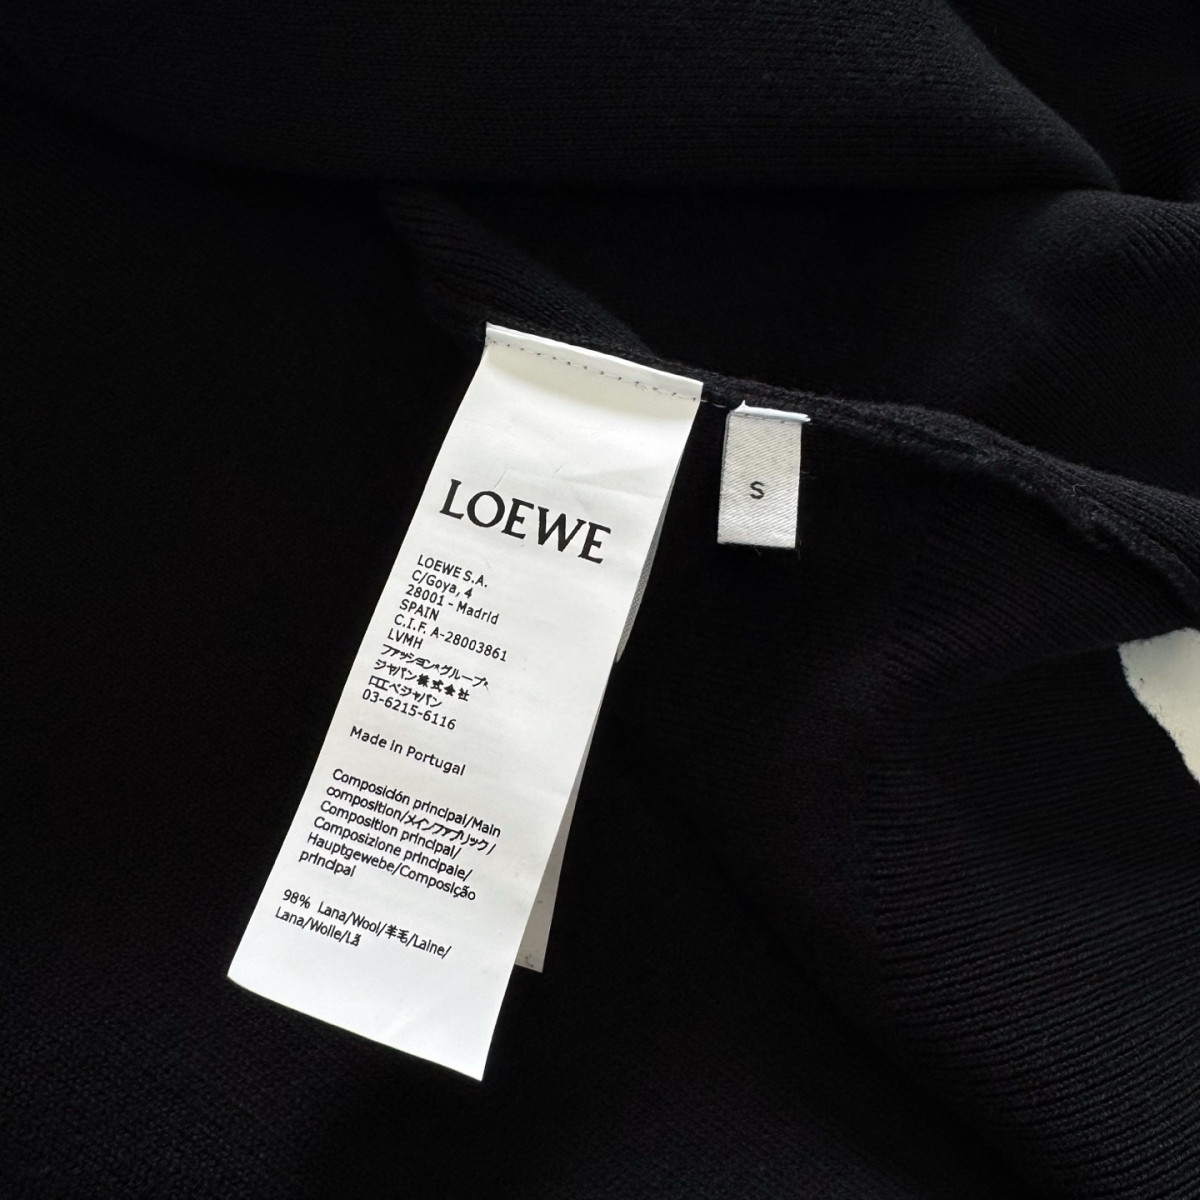 LOEWE
LOEWE S.A.
C/Goya, 4
28001 - Madrid
SPAIN
C.I.F. A-28003861
LVMH
ファッション・グループ・
ジャパン株式会社
ロエベジャパン
03-6215-6116
Made in Portugal
Composición principal/Main
composition/メインファブリック/
Composition principal/
Composizione principale/
Hauptgewebe/Composição
principal
98% Lana/Wool/羊毛/Laine/
Lana/Wolle/Lã
S